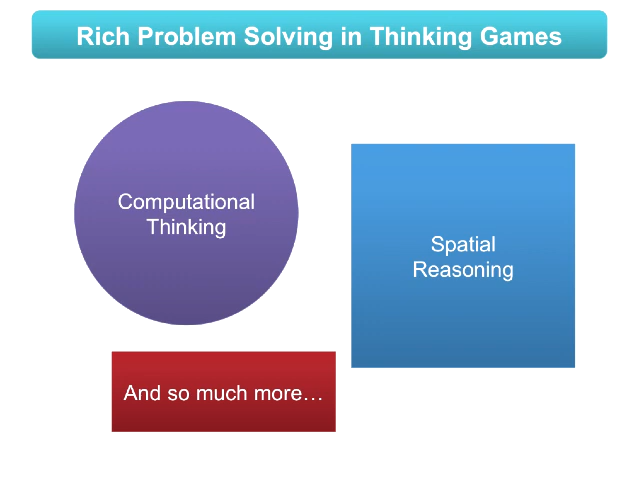 Rich Problem Solving in Thinking Games
Computational
Thinking
Spatial
Reasoning
And so much more…